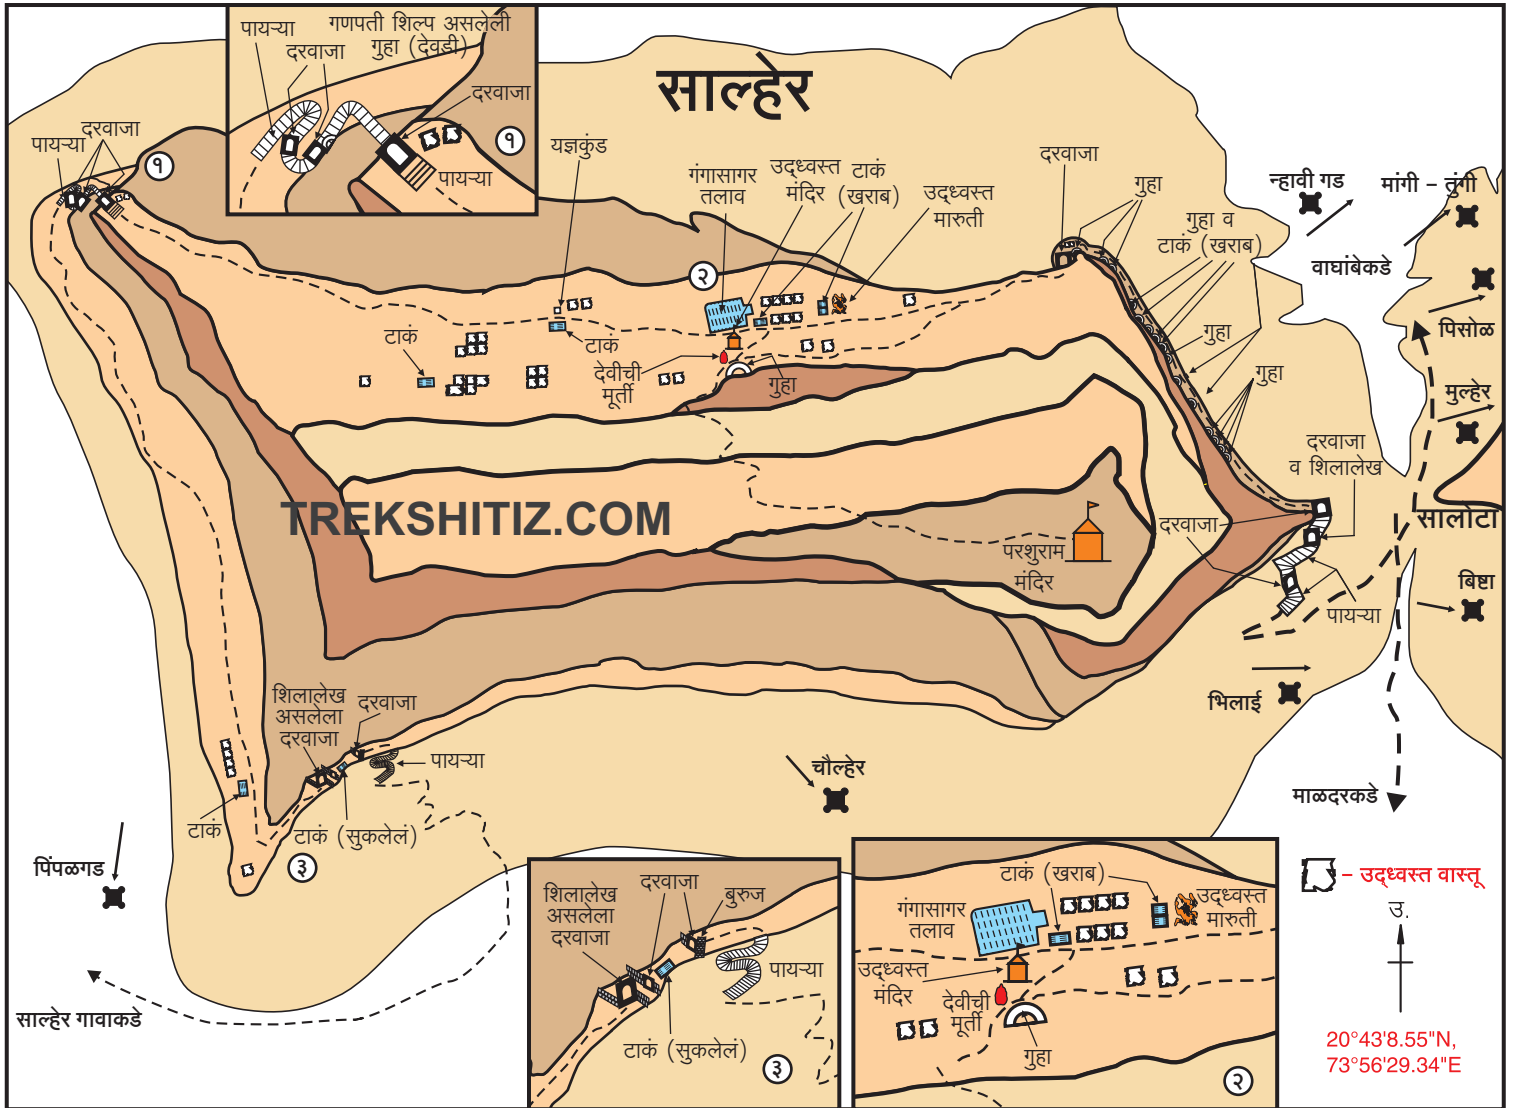 साल्हेर
पायऱ्या
गणपती शिल्प असलेली
गुहा (देवडी)
दरवाजा
दरवाजा
पायऱ्या
१
पायऱ्या
दरवाजा
१
यज्ञकुंड
गंगासागर
तलाव
उद्ध्वस्त
मंदिर
टाकं
(खराब)
उद्ध्वस्त
मारुती
२
दरवाजा
गुहा
गुहा व
टाकं (खराब)
न्हावी गड
मांगी – तुंगी
वाघांबेकडे
पिसोळ
मुल्हेर
टाकं
टाकं
देवीची
मूर्ती
गुहा
गुहा
गुहा
दरवाजा
व शिलालेख
TREKSHITIZ.COM
परशुराम
मंदिर
दरवाजा
सालोटा
बिष्टा
पायऱ्या
भिलाई
शिलालेख
असलेला
दरवाजा
दरवाजा
पायऱ्या
टाकं
टाकं (सुकलेलं)
३
चौल्हेर
माळदरकडे
पिंपळगड
साल्हेर गावाकडे
शिलालेख
असलेला
दरवाजा
दरवाजा
बुरुज
पायऱ्या
टाकं (सुकलेलं)
३
टाकं (खराब)
गंगासागर
तलाव
उद्ध्वस्त
मारुती
उद्ध्वस्त
मंदिर
देवीची
मूर्ती
गुहा
२
– उद्ध्वस्त वास्तू
उ.
20°43'8.55"N,
73°56'29.34"E